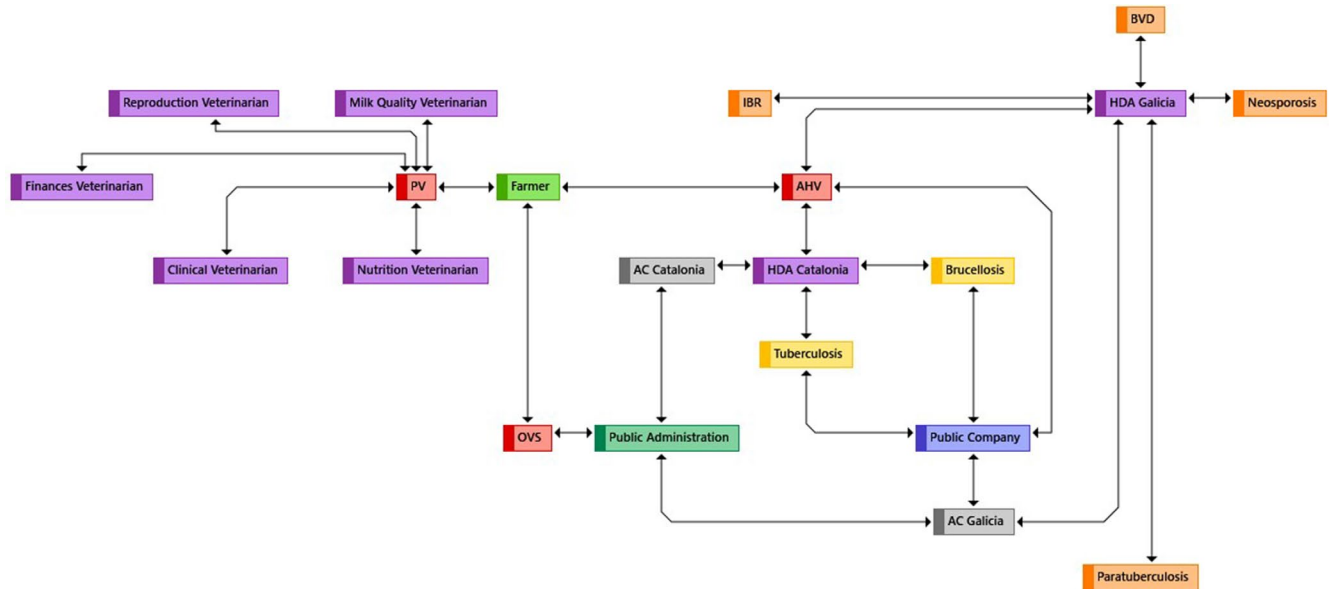 BVD
Reproduction Veterinarian
Milk Quality Veterinarian
IBR
HDA Galicia
Neosporosis
Finances Veterinarian
PV
Farmer
AHV
Clinical Veterinarian
Nutrition Veterinarian
AC Catalonia
HDA Catalonia
Brucellosis
Tuberculosis
OVS
Public Administration
Public Company
AC Galicia
Paratuberculosis